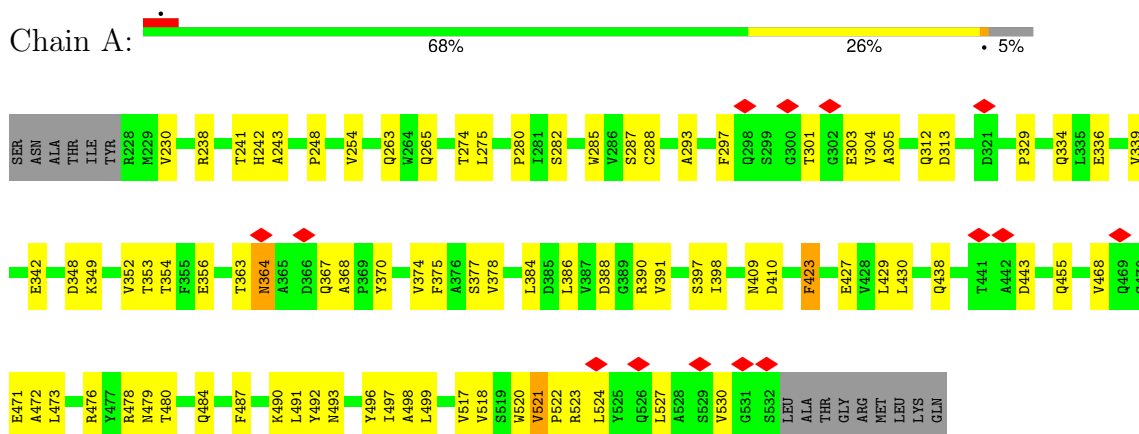 Chain A:
68% 26% • 5%
SER ASN ALA THR ILE TYR R228 M229 V230 R238 T241 H242 A243 P248 V254 Q263 W264 Q265 T274 L275 P280 I281 S282 W285 V286 S287 C288 A293 F297 Q298 S299 G300 T301 G302 E303 V304 A305 Q312 D313 D321 P329 Q334 L335 E336 V339
E342 D348 K349 V352 T353 T354 F355 E356 T363 N364 A365 D366 Q367 A368 P369 Y370 V374 F375 A376 S377 V378 L384 D385 L386 V387 D388 G389 R390 V391 S397 I398 N409 D410 F423 E427 V428 L429 L430 Q438 T441 A442 D443 Q455 V468 Q469
E471 A472 L473 R476 Y477 R478 N479 T480 Q484 F487 K490 L491 Y492 N493 Y496 I497 A498 L499 V517 V518 S519 W520 V521 P522 R523 L524 Y525 Q526 L527 A528 S529 V530 G531 S532 LEU ALA THR GLY ARG MET LEU LYS GLN